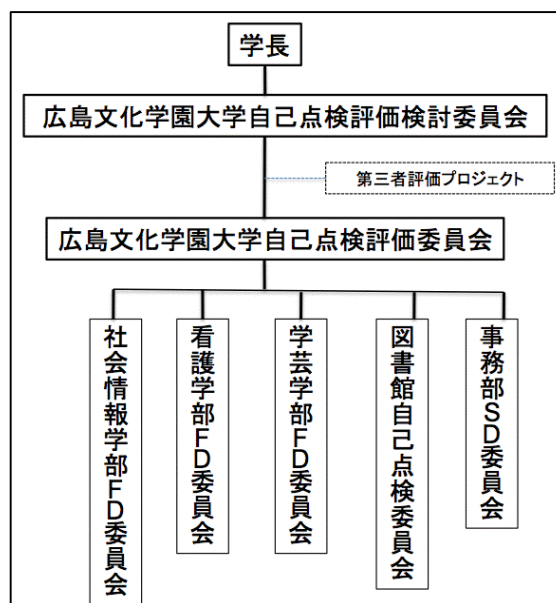 学長
広島文化学園大学自己点検評価検討委員会
第三者評価プロジェクト
広島文化学園大学自己点検評価委員会
社会情報学部FD委員会
看護学部FD委員会
学芸学部FD委員会
図書館自己点検委員会
事務部SD委員会